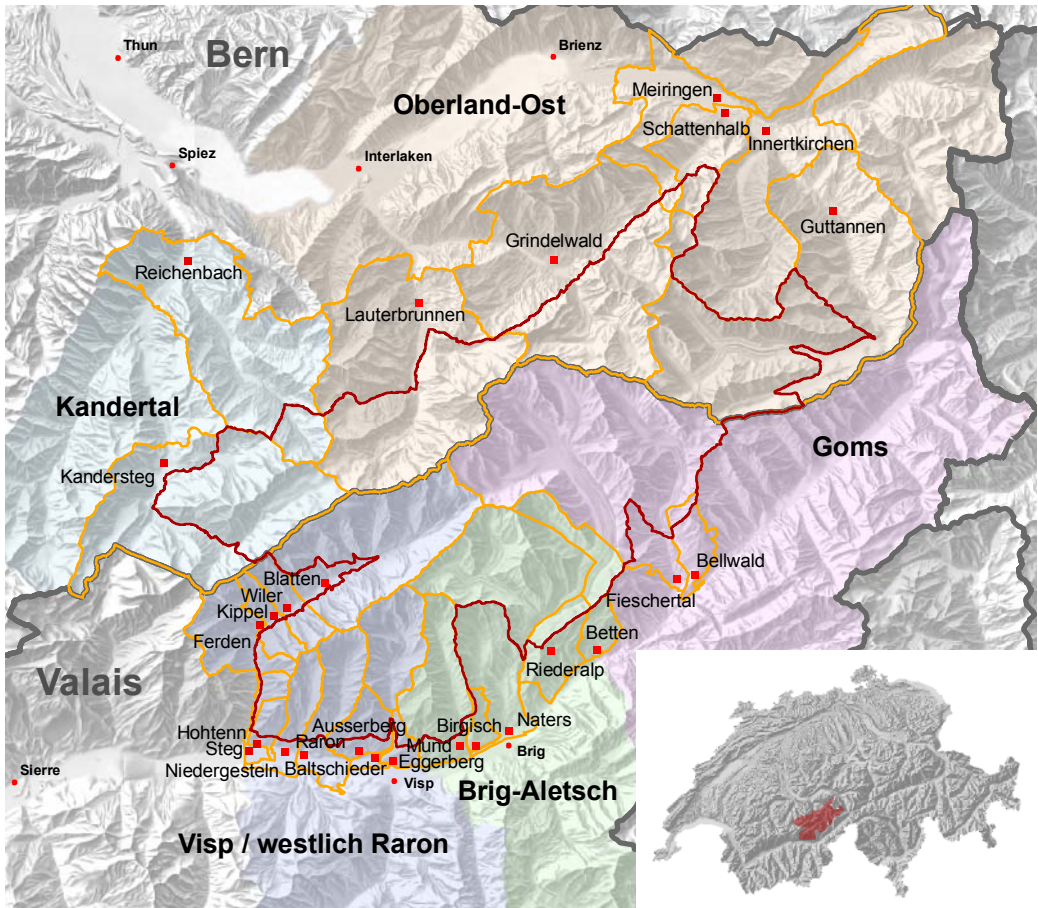 Thun
Bern
Brienz
Oberland-Ost
Meiringen
Schattenhalb
Innertkirchen
Spiez
Interlaken
Guttannen
Grindelwald
Reichenbach
Lauterbrunnen
Kandertal
Goms
Kandersteg
Bellwald
Blatten
Wiler
Kippel
Fieschertal
Ferden
Betten
Riederalp
Valais
Hohtenn
Ausserberg
Birgisch
Naters
Steg
Raron
Mund
Brig
Niedergesteln
Baltschieder
Eggerberg
Sierre
Visp
Brig-Aletsch
Visp / westlich Raron